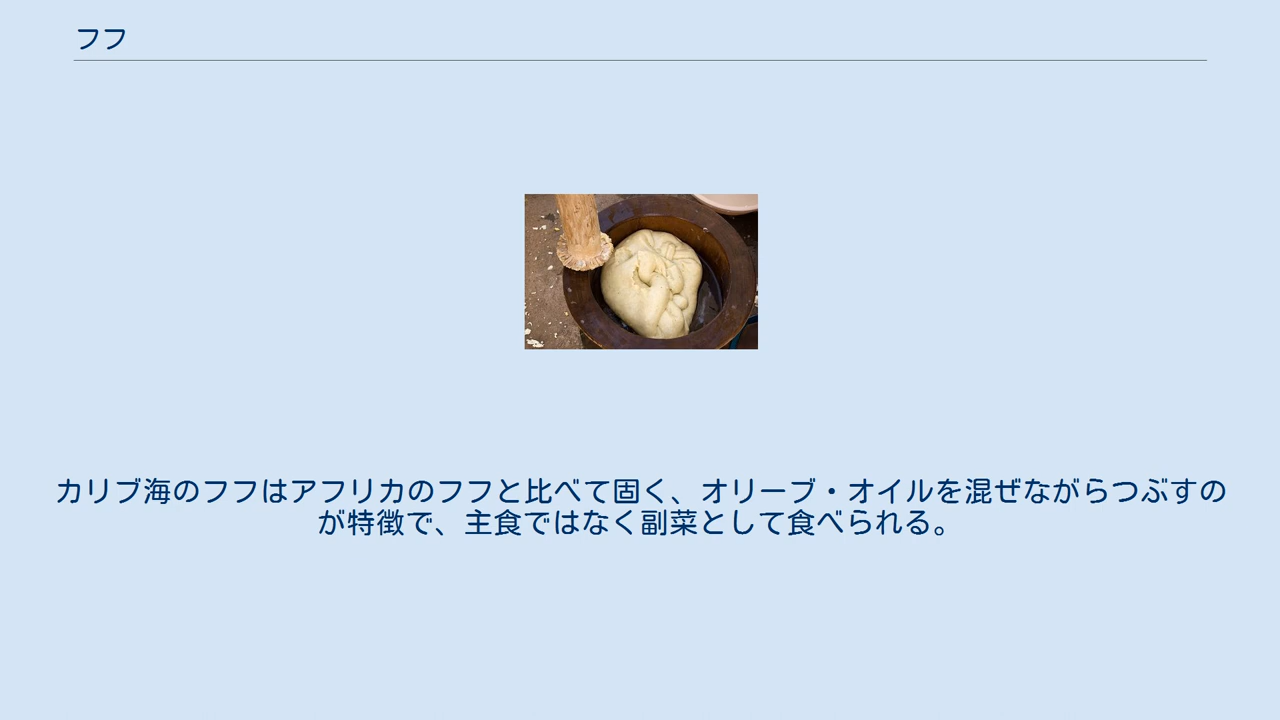 フフ
カリブ海のフフはアフリカのフフと比べて固く、オリーブ・オイルを混ぜながらつぶすの
が特徴で、主食ではなく副菜として食べられる。